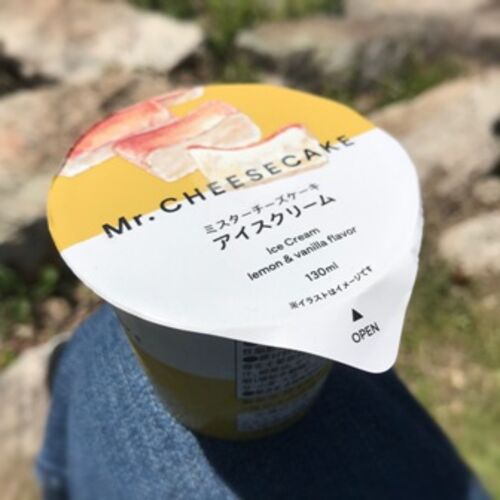 Mr. CHEESECAKE
ミスターチーズケーキ
アイスクリーム
Ice Cream
lemon & vanilla flavor
130ml
※イラストはイメージです
▲
OPEN